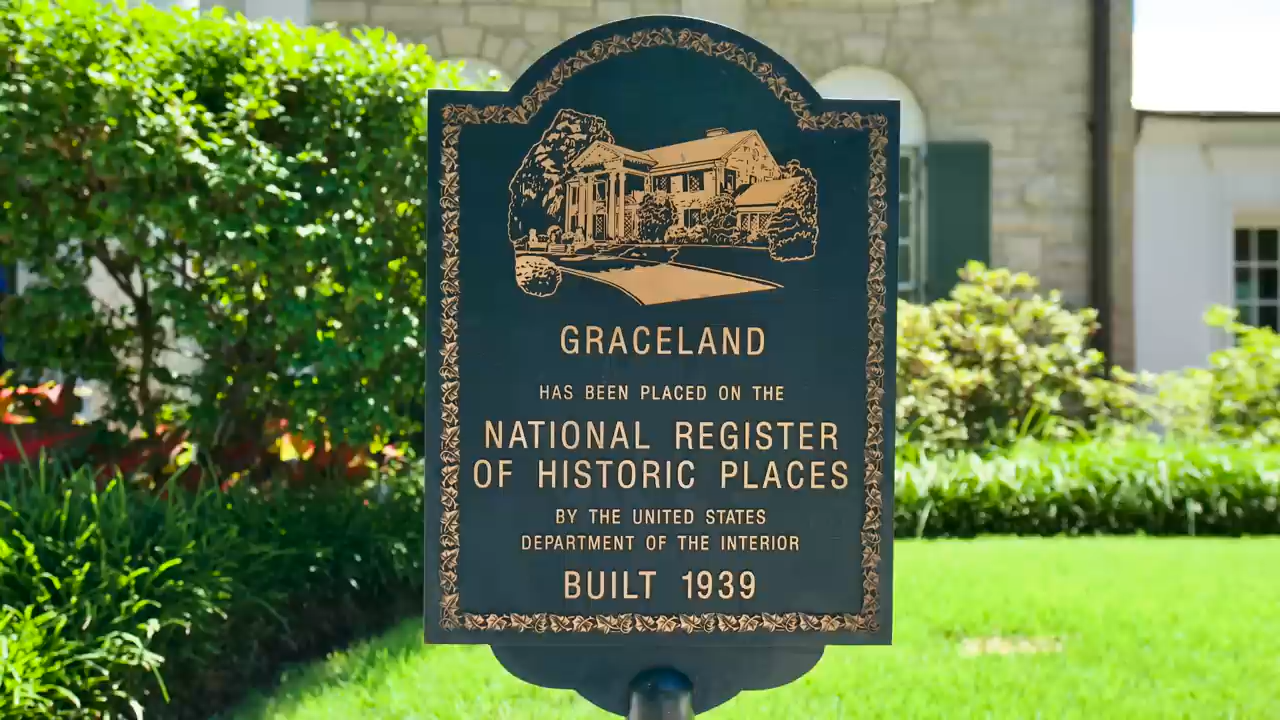 GRACELAND
HAS BEEN PLACED ON THE
NATIONAL REGISTER
OF HISTORIC PLACES
BY THE UNITED STATES
DEPARTMENT OF THE INTERIOR
BUILT 1939